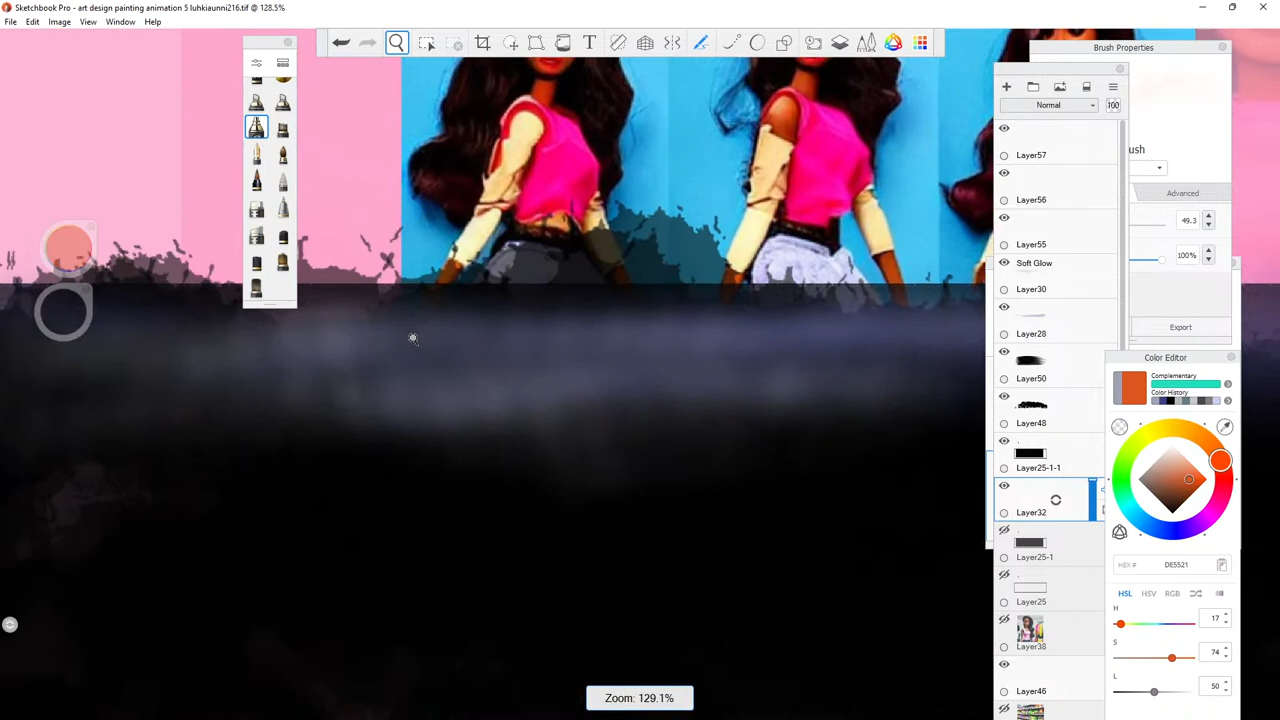 Sketchbook Pro - art design painting animation 5 luhkiaunni216.tif @ 128.5%
File Edit Image View Window Help
Brush Properties
Normal
100
Layer57
ush
Layer56
Advanced
49.3
Layer55
100%
Soft Glow
Layer30
Layer28
Export
Color Editor
Layer50
Complementary
Color History
Layer48
Layer25-1-1
Layer32
Layer25-1
HEX #
DE5521
HSL HSV RGB
Layer25
H
17
Layer38
S
74
Layer46
L
50
Zoom: 129.1%